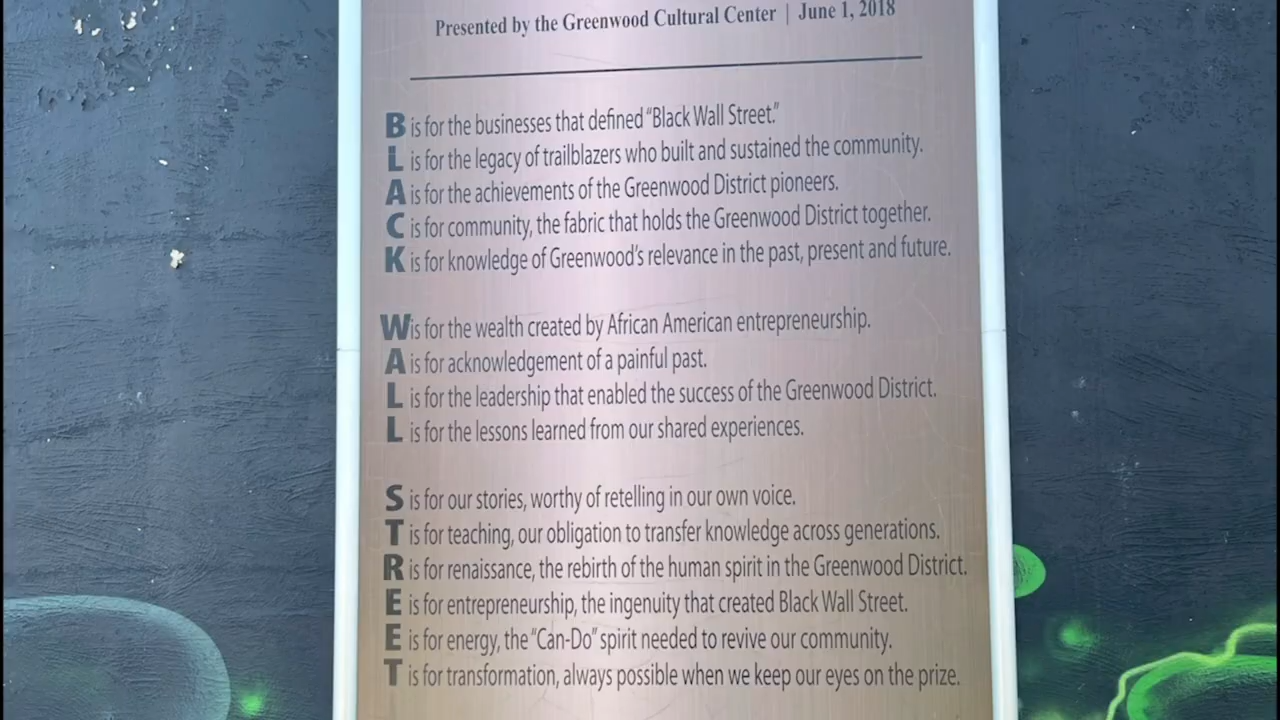 Presented by the Greenwood Cultural Center | June 1, 2018
B is for the businesses that defined “Black Wall Street.”
L is for the legacy of trailblazers who built and sustained the community.
A is for the achievements of the Greenwood District pioneers.
C is for community, the fabric that holds the Greenwood District together.
K is for knowledge of Greenwood’s relevance in the past, present and future.
W is for the wealth created by African American entrepreneurship.
A is for acknowledgement of a painful past.
L is for the leadership that enabled the success of the Greenwood District.
L is for the lessons learned from our shared experiences.
S is for our stories, worthy of retelling in our own voice.
T is for teaching, our obligation to transfer knowledge across generations.
R is for renaissance, the rebirth of the human spirit in the Greenwood District.
E is for entrepreneurship, the ingenuity that created Black Wall Street.
E is for energy, the “Can-Do” spirit needed to revive our community.
T is for transformation, always possible when we keep our eyes on the prize.